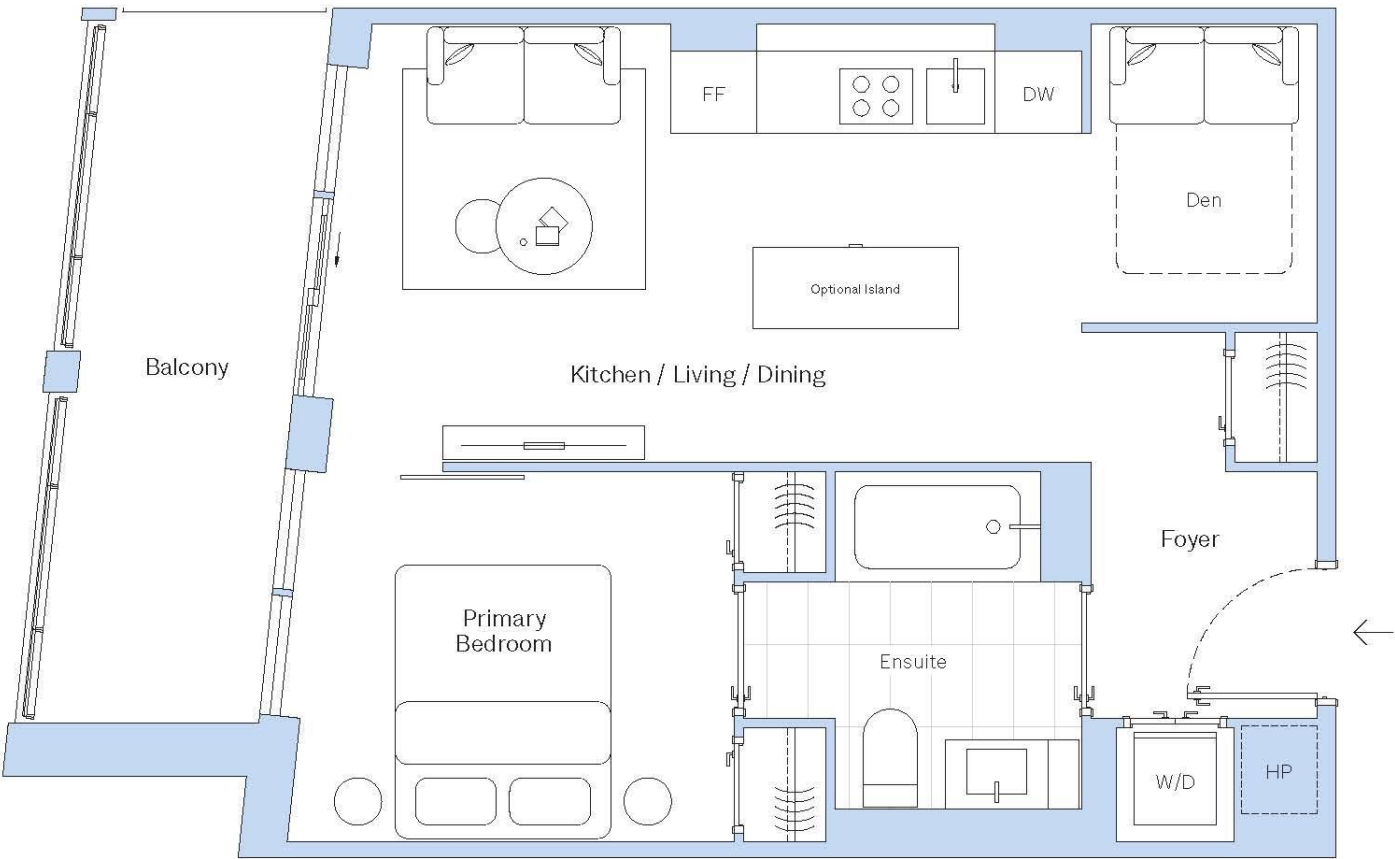 FF
DW
Den
Optional Island
Balcony
Kitchen / Living / Dining
Foyer
Primary
Bedroom
Ensuite
W/D
HP